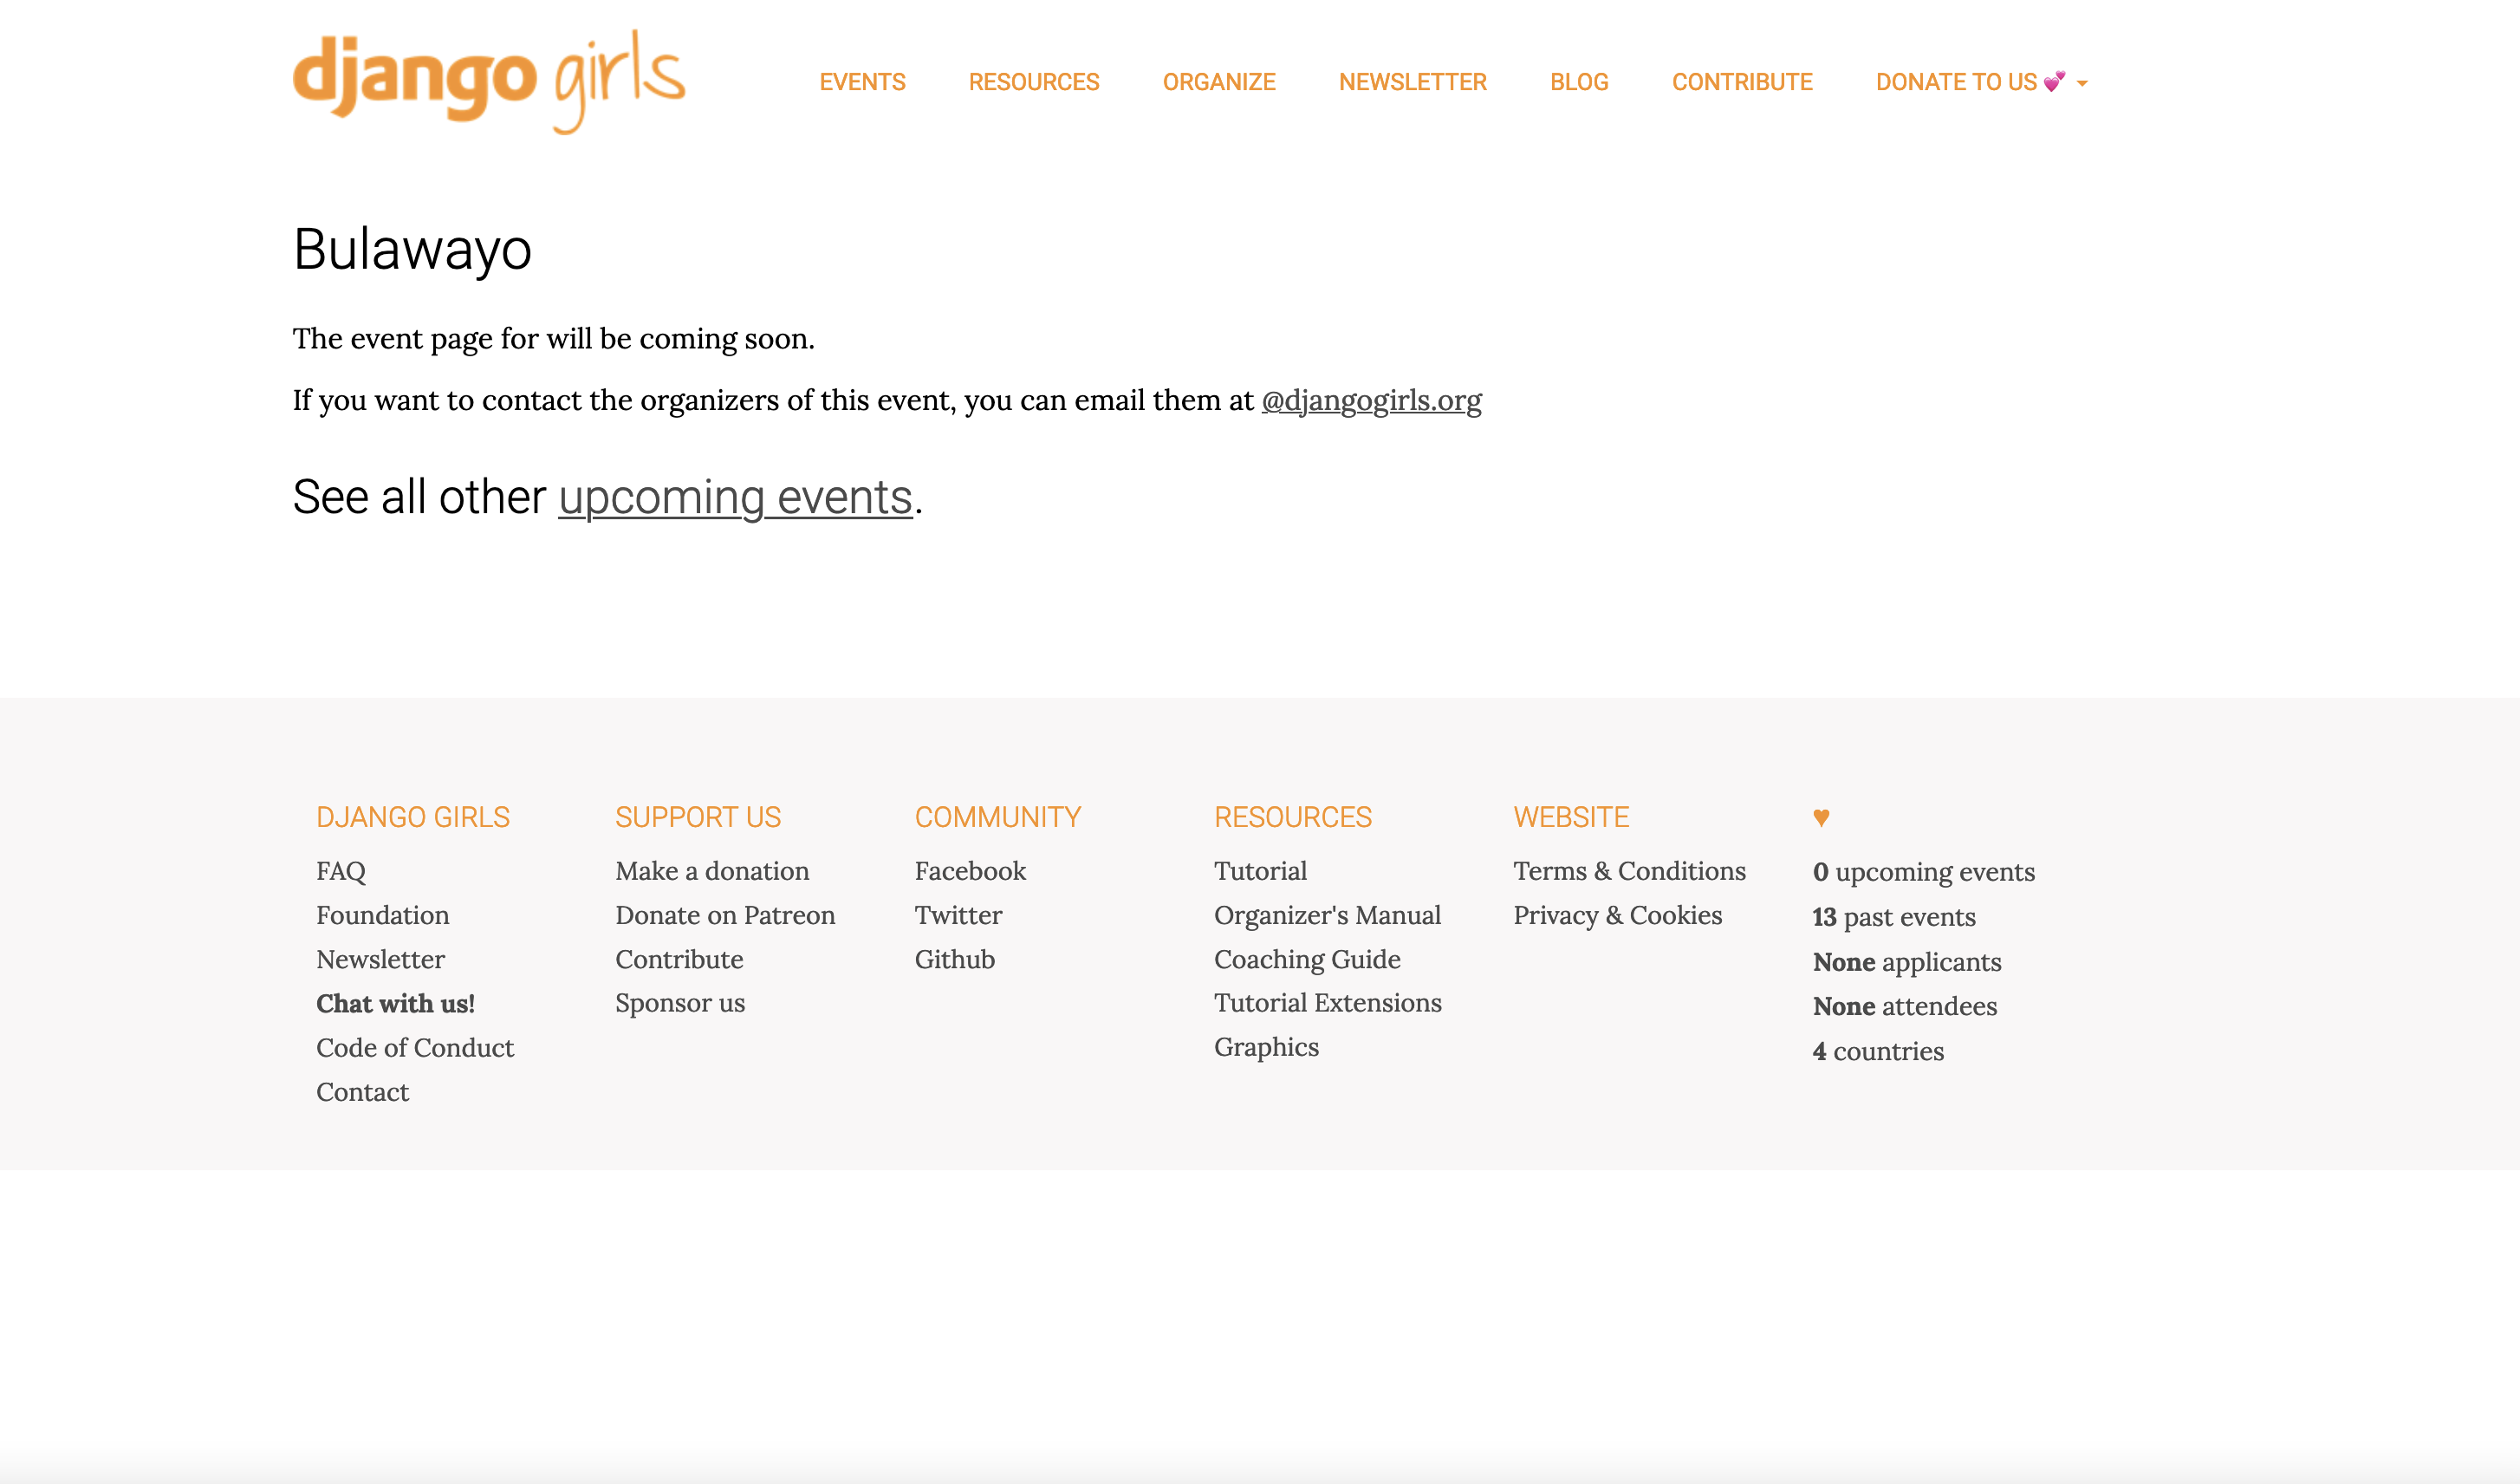 django girls
EVENTS RESOURCES ORGANIZE NEWSLETTER BLOG CONTRIBUTE DONATE TO US 💕
Bulawayo
The event page for will be coming soon.
If you want to contact the organizers of this event, you can email them at @djangogirls.org
See all other upcoming events.
DJANGO GIRLS
FAQ
Foundation
Newsletter
Chat with us!
Code of Conduct
Contact
SUPPORT US
Make a donation
Donate on Patreon
Contribute
Sponsor us
COMMUNITY
Facebook
Twitter
Github
RESOURCES
Tutorial
Organizer's Manual
Coaching Guide
Tutorial Extensions
Graphics
WEBSITE
Terms & Conditions
Privacy & Cookies
♥
0 upcoming events
13 past events
None applicants
None attendees
4 countries